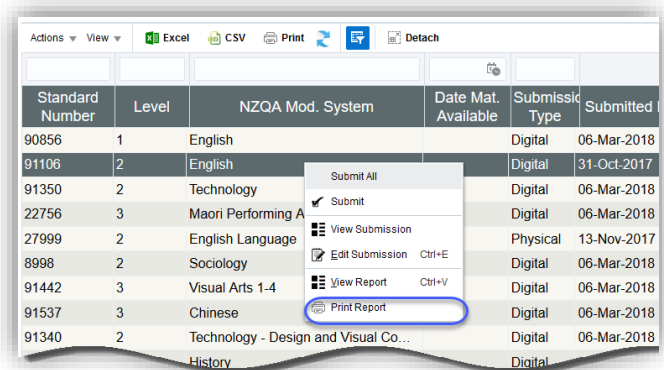 Actions View Excel CSV Print Detach
Standard Number Level NZQA Mod. System Date Mat. Available Submissio Type Submitted
90856 1 English Digital 06-Mar-2018
91106 2 English Digital 31-Oct-2017
91350 2 Technology Digital 06-Mar-2018
22756 3 Maori Performing A Digital 06-Mar-2018
27999 2 English Language Physical 13-Nov-2017
8998 2 Sociology Digital 06-Mar-2018
91442 3 Visual Arts 1-4 Digital 06-Mar-2018
91537 3 Chinese Digital 06-Mar-2018
91340 2 Technology - Design and Visual Co... Digital 06-Mar-2018
History Digital
Submit All
Submit
View Submission
Edit Submission Ctrl+E
View Report Ctrl+V
Print Report